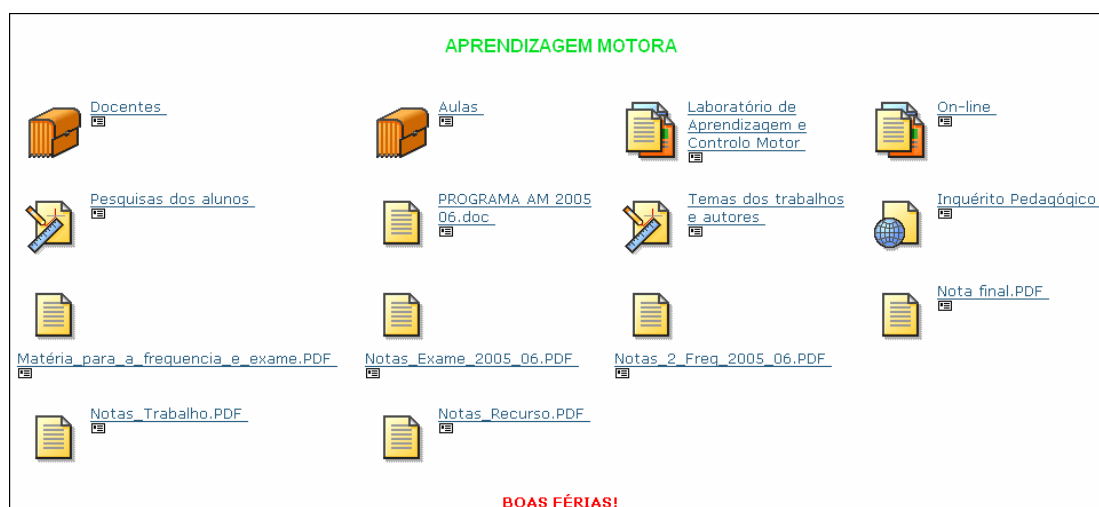 APRENDIZAGEM MOTORA
Docentes
Aulas
Laboratório de
Aprendizagem e
Controlo Motor
On-line
Pesquisas dos alunos
PROGRAMA AM 2005
06.doc
Temas dos trabalhos
e autores
Inquérito Pedagógico
Matéria_para_a_frequencia_e_exame.PDF
Notas_Exame_2005_06.PDF
Notas_2_Freq_2005_06.PDF
Nota final.PDF
Notas_Trabalho.PDF
Notas_Recurso.PDF
BOAS FÉRIAS!